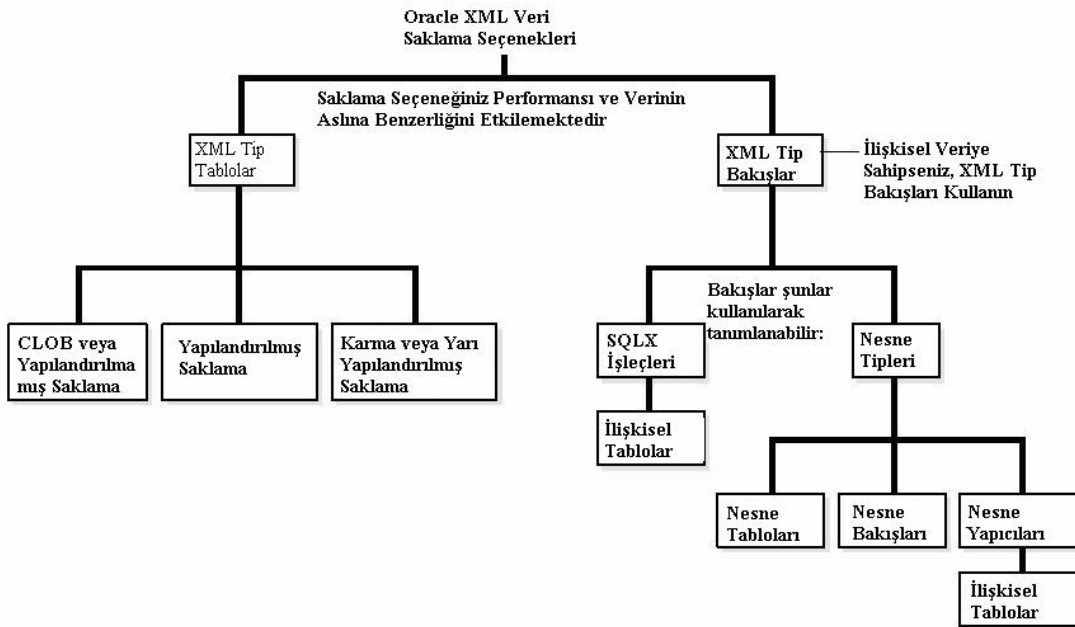 Oracle XML Veri
Saklama Seçenekleri
Saklama Seçeneğiniz Performansı ve Verinin
Aslına Benzerliğini Etkilemektedir
XML Tip
Tablolar
XML Tip
Bakışlar
İlişkisel Veriye
Sahipseniz, XML Tip
Bakışları Kullanın
Bakışlar şunlar
kullanılarak
tanımlanabilir:
CLOB veya
Yapılandırılma
mış Saklama
Yapılandırılmış
Saklama
Karma veya Yarı
Yapılandırılmış
Saklama
SQLX
İşleçleri
Nesne
Tipleri
İlişkisel
Tablolar
Nesne
Tabloları
Nesne
Bakışları
Nesne
Yapıcıları
İlişkisel
Tablolar